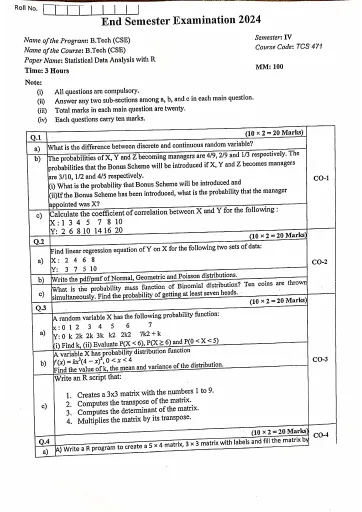 Roll No.
End Semester Examination 2024
Name of the Program: B.Tech (CSE)
Semester: IV
Name of the Course: B.Tech (CSE)
Course Code: TCS 471
Paper Name: Statistical Data Analysis with R
Time: 3 Hours
MM: 100
Note:
(i) All questions are compulsory.
(ii) Answer any two sub-sections among a, b, and c in each main question.
(iii) Total marks in each main question are twenty.
(iv) Each question carry ten marks.
Q.1 (10 × 2 = 20 Marks)
a) What is the difference between discrete and continuous random variable?
b) The probabilities of X, Y and Z becoming managers are 4/9, 2/9 and 1/3 respectively. The
probabilities that the Bonus Scheme will be introduced if X, Y and Z becomes managers
are 3/10, 1/2 and 4/5 respectively.
(i) What is the probability that Bonus Scheme will be introduced and
(ii)If the Bonus Scheme has been introduced, what is the probability that the manager
appointed was X?
CO-1
c) Calculate the coefficient of correlation between X and Y for the following :
X : 1 3 4 5 7 8 10
Y: 2 6 8 10 14 16 20
Q.2 (10 × 2 = 20 Marks)
Find linear regression equation of Y on X for the following two sets of data:
a) X : 2 4 6 8
Y: 3 7 5 10
CO-2
b) Write the pdf/pmf of Normal, Geometric and Poission distributions.
c) What is the probability mass function of Binomial distribution? Ten coins are thrown
simultaneously. Find the probability of getting at least seven heads.
Q.3 (10 × 2 = 20 Marks)
A random variable X has the following probability function:
a) x : 0 1 2 3 4 5 6 7
Y: 0 k 2k 2k 3k k2 2k2 7k2 + k
(i) Find k, (ii) Evaluate P(X < 6), P(X ≥ 6) and P(0 < X < 5)
b) A variable X has probability distribution function
f(x) = kx³(4 − x)², 0 < x < 4
Find the value of k, the mean and variance of the distribution.
CO-3
c) Write an R script that:
1. Creates a 3x3 matrix with the numbers 1 to 9.
2. Computes the transpose of the matrix.
3. Computes the determinant of the matrix.
4. Multiplies the matrix by its transpose.
Q.4 (10 × 2 = 20 Marks)
CO-4
a) A) Write a R program to create a 5 × 4 matrix, 3 × 3 matrix with labels and fill the matrix by